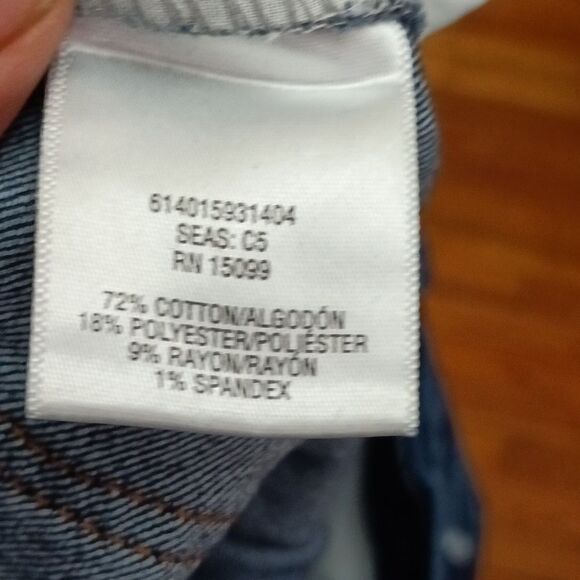 614015931404
SEAS: C5
RN 15099
72% COTTON/ALGODÓN
18% POLYESTER/POLIÉSTER
9% RAYON/RAYÓN
1% SPANDEX